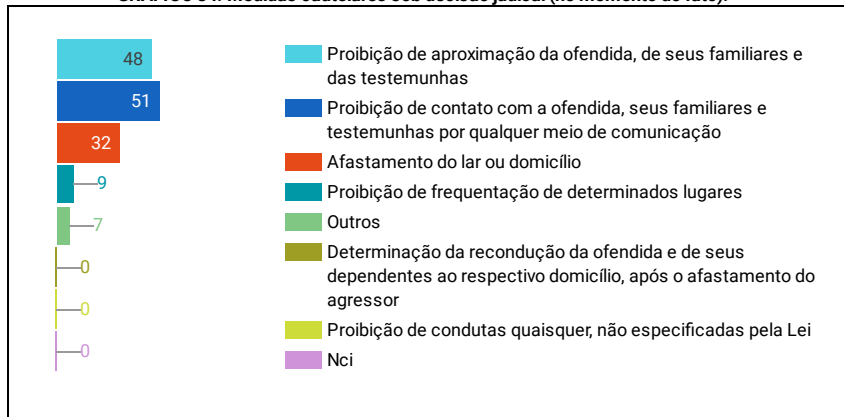 48
51
32
9
7
0
0
0
Proibição de aproximação da ofendida, de seus familiares e
das testemunhas
Proibição de contato com a ofendida, seus familiares e
testemunhas por qualquer meio de comunicação
Afastamento do lar ou domicílio
Proibição de frequentação de determinados lugares
Outros
Determinação da recondução da ofendida e de seus
dependentes ao respectivo domicílio, após o afastamento do
agressor
Proibição de condutas quaisquer, não especificadas pela Lei
Nci